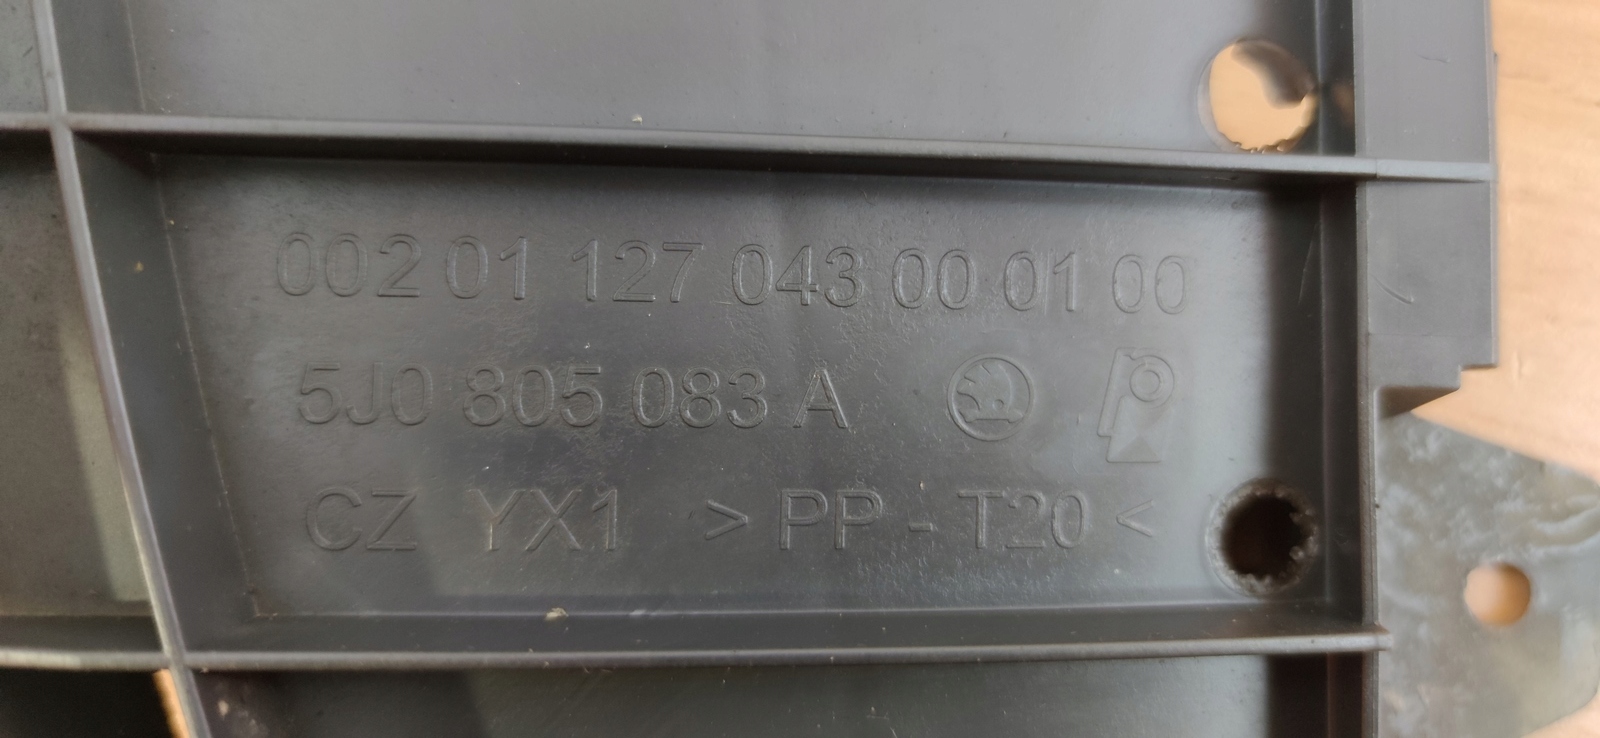 002 01 127 043 00 01 00
5J0 805 083 A
CZ YX1 >PP-T20<